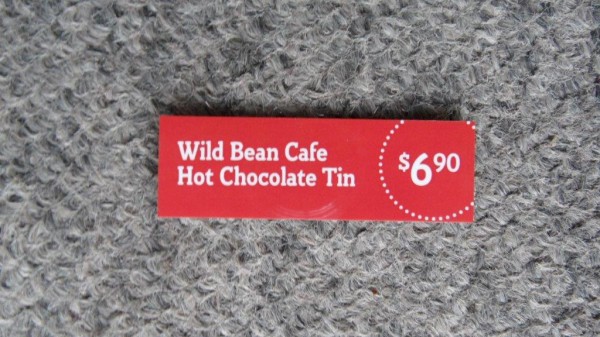 Wild Bean Cafe
Hot Chocolate Tin
$6.90